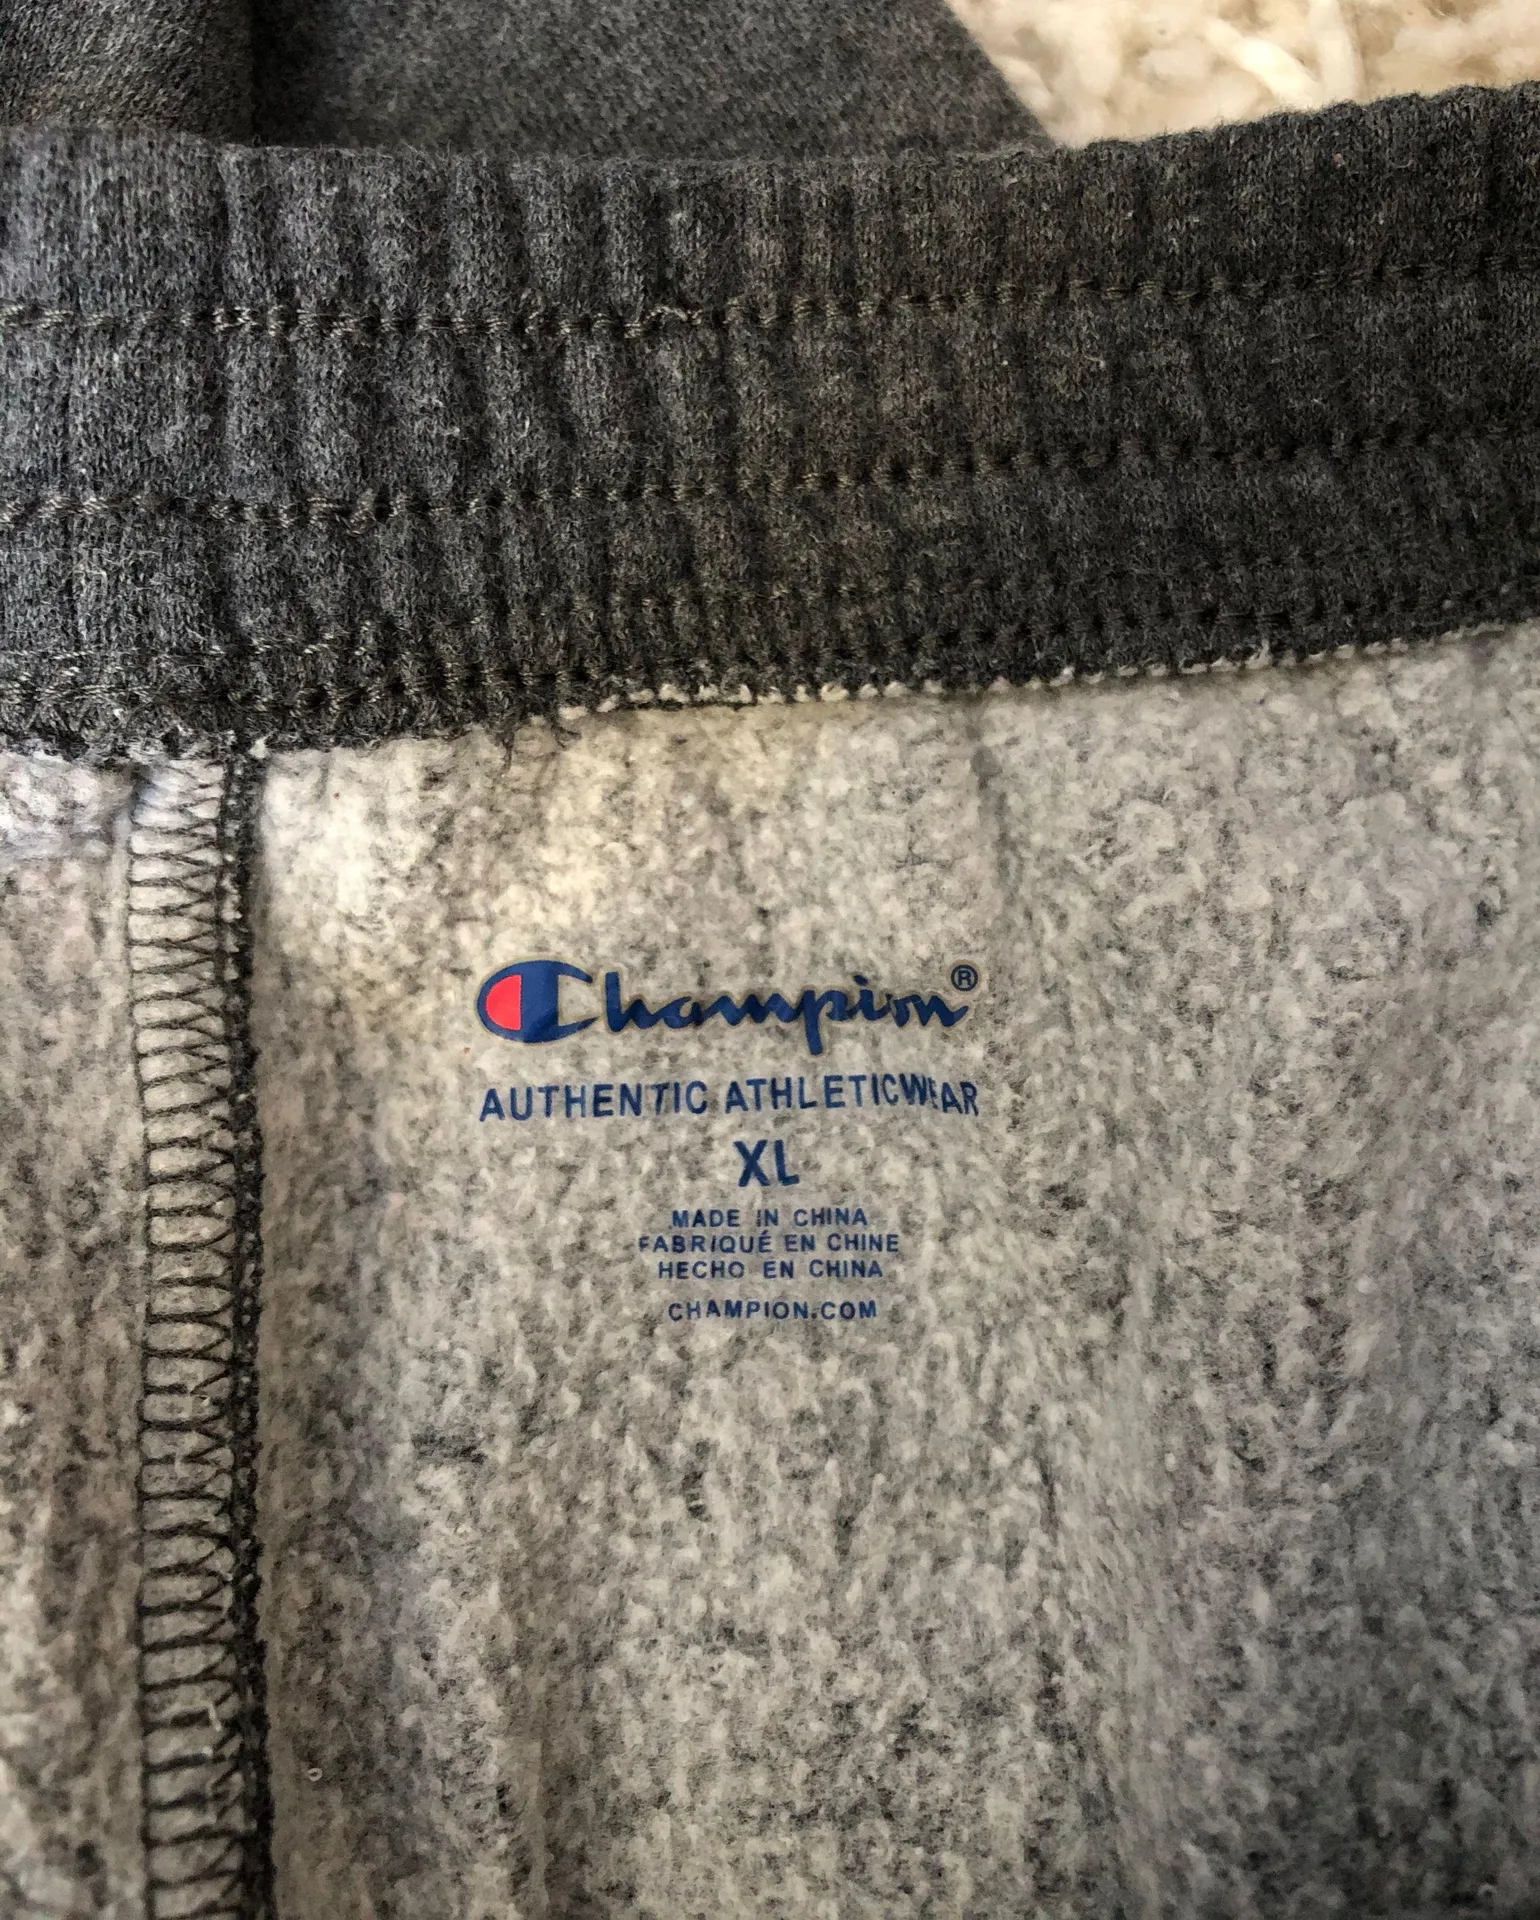 Champion®
AUTHENTIC ATHLETICWEAR
XL
MADE IN CHINA
FABRIQUÉ EN CHINE
HECHO EN CHINA
CHAMPION.COM